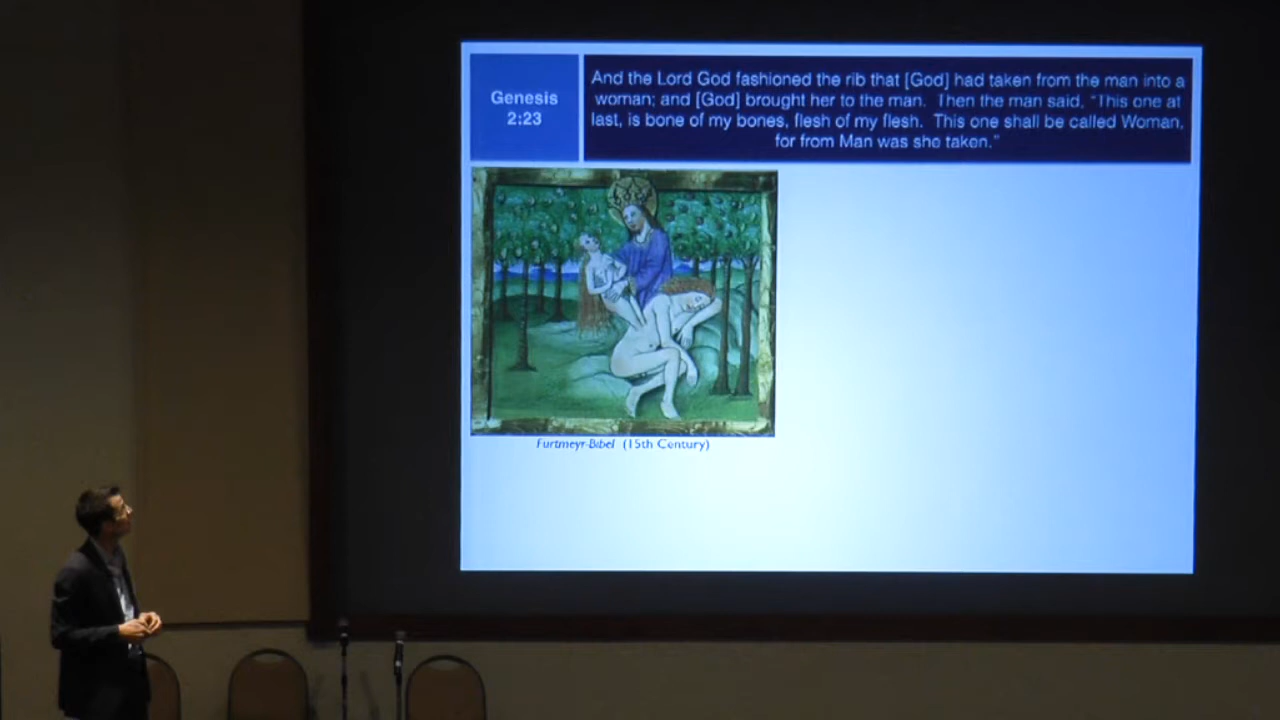 Genesis
2:23
And the Lord God fashioned the rib that [God] had taken from the man into a
woman; and [God] brought her to the man. Then the man said, “This one at
last, is bone of my bones, flesh of my flesh. This one shall be called Woman,
for from Man was she taken.”
Furtmeyr-Bibel (15th Century)